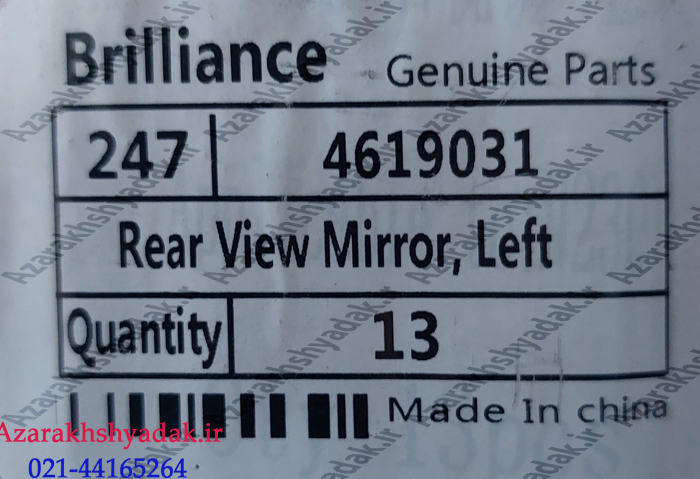 Brilliance Genuine Parts
247 4619031
Rear View Mirror, Left
Quantity 13
Made In china
Azarakhshyadak.ir
021-44165264